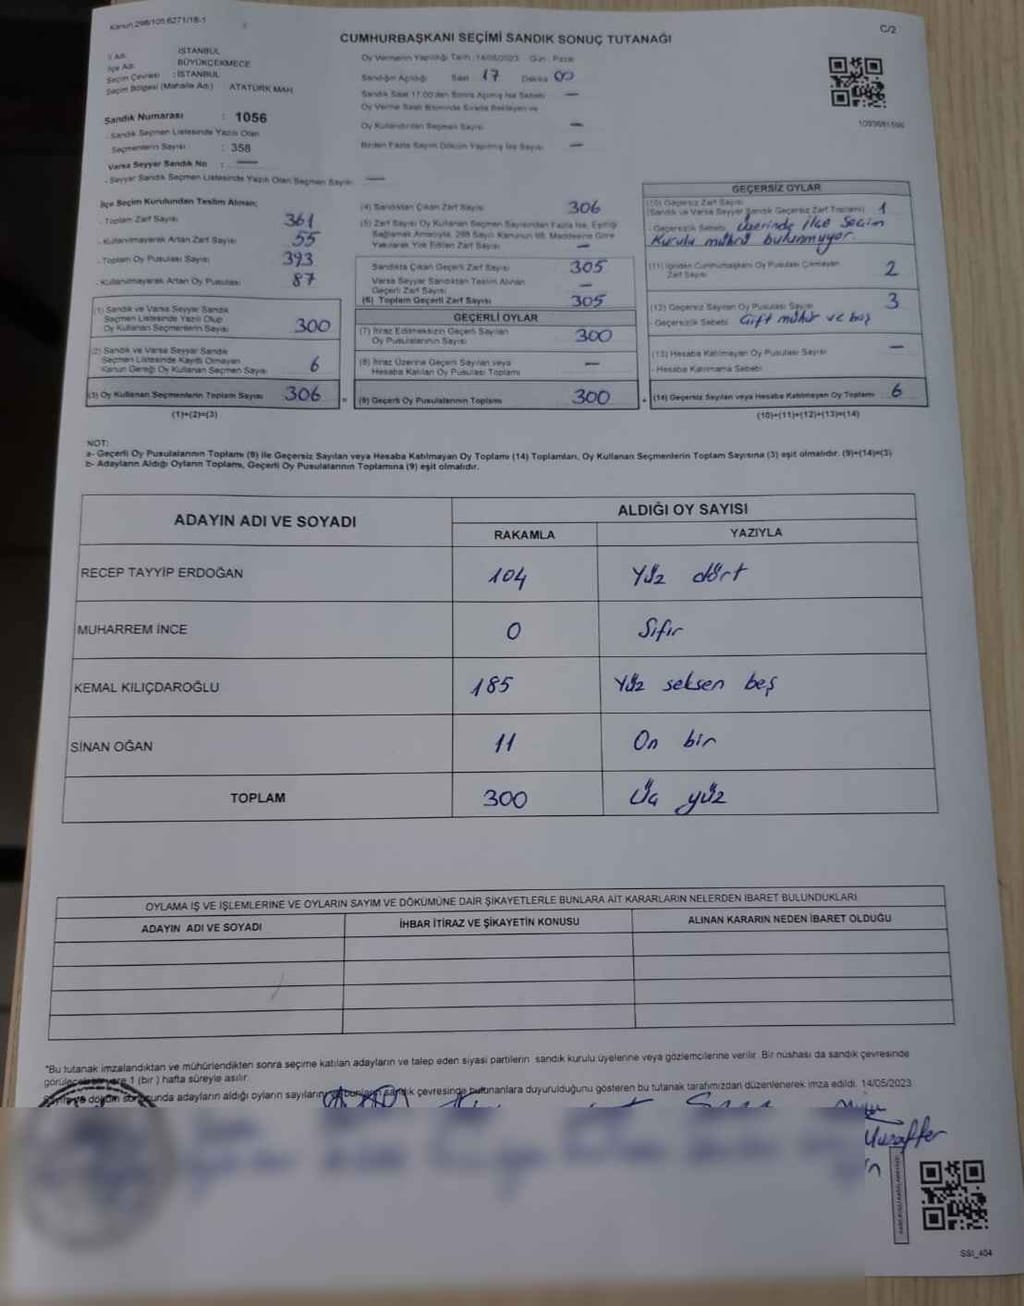 Kanun 298/105.6271/18-1
C/2
CUMHURBAŞKANI SEÇİMİ SANDIK SONUÇ TUTANAĞI
İl Adı : İSTANBUL
İlçe Adı : BÜYÜKÇEKMECE
Seçim Çevresi : İSTANBUL
Seçim Bölgesi (Mahalle Adı) ATATÜRK MAH.
Sandık Numarası : 1056
- Sandık Seçmen Listesinde Yazılı Olan
Seçmenlerin Sayısı : 358
Varsa Seyyar Sandık No : —
- Seyyar Sandık Seçmen Listesinde Yazılı Olan Seçmen Sayısı —
Oy Vermenin Yapıldığı Tarih : 14/05/2023 Gün : Pazar
Sandığın Açıldığı Saat 17 Dakika 00
Sandık Saat 17.00'den Sonra Açılmış İse Sebebi —
Oy Verme Saati Bitiminde Sırada Bekleyen ve
Oy Kullandırılan Seçmen Sayısı —
Birden Fazla Sayım Döküm Yapılmış İse Sayısı —
İlçe Seçim Kurulundan Teslim Alınan;
- Toplam Zarf Sayısı 361
- Kullanılmayarak Artan Zarf Sayısı 55
- Toplam Oy Pusulası Sayısı 393
- Kullanılmayarak Artan Oy Pusulası 87
(1) Sandık ve Varsa Seyyar Sandık
Seçmen Listesinde Yazılı Olup
Oy Kullanan Seçmenlerin Sayısı 300
(2) Sandık ve Varsa Seyyar Sandık
Seçmen Listesinde Kayıtlı Olmayan
Kanun Gereği Oy Kullanan Seçmen Sayısı 6
(3) Oy Kullanan Seçmenlerin Toplam Sayısı 306
(1)+(2)=(3)
(4) Sandıktan Çıkan Zarf Sayısı 306
(5) Zarf Sayısı Oy Kullanan Seçmen Sayısından Fazla İse, Eşitliği
Sağlamak Amacıyla, 298 Sayılı Kanunun 98. Maddesine Göre
Yakılarak Yok Edilen Zarf Sayısı —
Sandıkta Çıkan Geçerli Zarf Sayısı 305
Varsa Seyyar Sandıktan Teslim Alınan
Geçerli Zarf Sayısı —
(6) Toplam Geçerli Zarf Sayısı 305
GEÇERLİ OYLAR
(7) İtiraz Edilmeksizin Geçerli Sayılan
Oy Pusulalarının Sayısı 300
(8) İtiraz Üzerine Geçerli Sayılan veya
Hesaba Katılan Oy Pusulası Toplamı —
= (9) Geçerli Oy Pusulalarının Toplamı 300
1093681596
GEÇERSİZ OYLAR
(10) Geçersiz Zarf Sayısı
(Sandık ve Varsa Seyyar Sandık Geçersiz Zarf Toplamı) 1
- Geçersizlik Sebebi üzerinde ilçe Seçim
Kurulu mührü bulunmuyor.
(11) İçinden Cumhurbaşkanı Oy Pusulası Çıkmayan
Zarf Sayısı 2
(12) Geçersiz Sayılan Oy Pusulası Sayısı 3
- Geçersizlik Sebebi Çift mühür ve boş
(13) Hesaba Katılmayan Oy Pusulası Sayısı —
- Hesaba Katılmama Sebebi
+ (14) Geçersiz Sayılan veya Hesaba Katılmayan Oy Toplamı 6
(10)+(11)+(12)+(13)=(14)
NOT:
a- Geçerli Oy Pusulalarının Toplamı (9) ile Geçersiz Sayılan veya Hesaba Katılmayan Oy Toplamı (14) Toplamları, Oy Kullanan Seçmenlerin Toplam Sayısına (3) eşit olmalıdır. (9)+(14)=(3)
b- Adayların Aldığı Oyların Toplamı, Geçerli Oy Pusulalarının Toplamına (9) eşit olmalıdır.
ADAYIN ADI VE SOYADI
ALDIĞI OY SAYISI
RAKAMLA YAZIYLA
RECEP TAYYİP ERDOĞAN 104 Yüz dört
MUHARREM İNCE 0 Sıfır
KEMAL KILIÇDAROĞLU 185 Yüz seksen beş
SİNAN OĞAN 11 On bir
TOPLAM 300 Üç yüz
OYLAMA İŞ VE İŞLEMLERİNE VE OYLARIN SAYIM VE DÖKÜMÜNE DAİR ŞİKAYETLERLE BUNLARA AİT KARARLARIN NELERDEN İBARET BULUNDUKLARI
ADAYIN ADI VE SOYADI İHBAR İTİRAZ VE ŞİKAYETİN KONUSU ALINAN KARARIN NEDEN İBARET OLDUĞU
*Bu tutanak imzalandıktan ve mühürlendikten sonra seçime katılan adayların ve talep eden siyasi partilerin sandık kurulu üyelerine veya gözlemcilerine verilir. Bir nüshası da sandık çevresinde
görülecek bir yere 1 (bir) hafta süreyle asılır.
Sayım ve döküm sonucunda adayların aldığı oyların sayılarını ve bunların sandık çevresinde bulunanlara duyurulduğunu gösteren bu tutanak tarafımızdan düzenlenerek imza edildi. 14/05/2023
Muzaffer
SSI_404